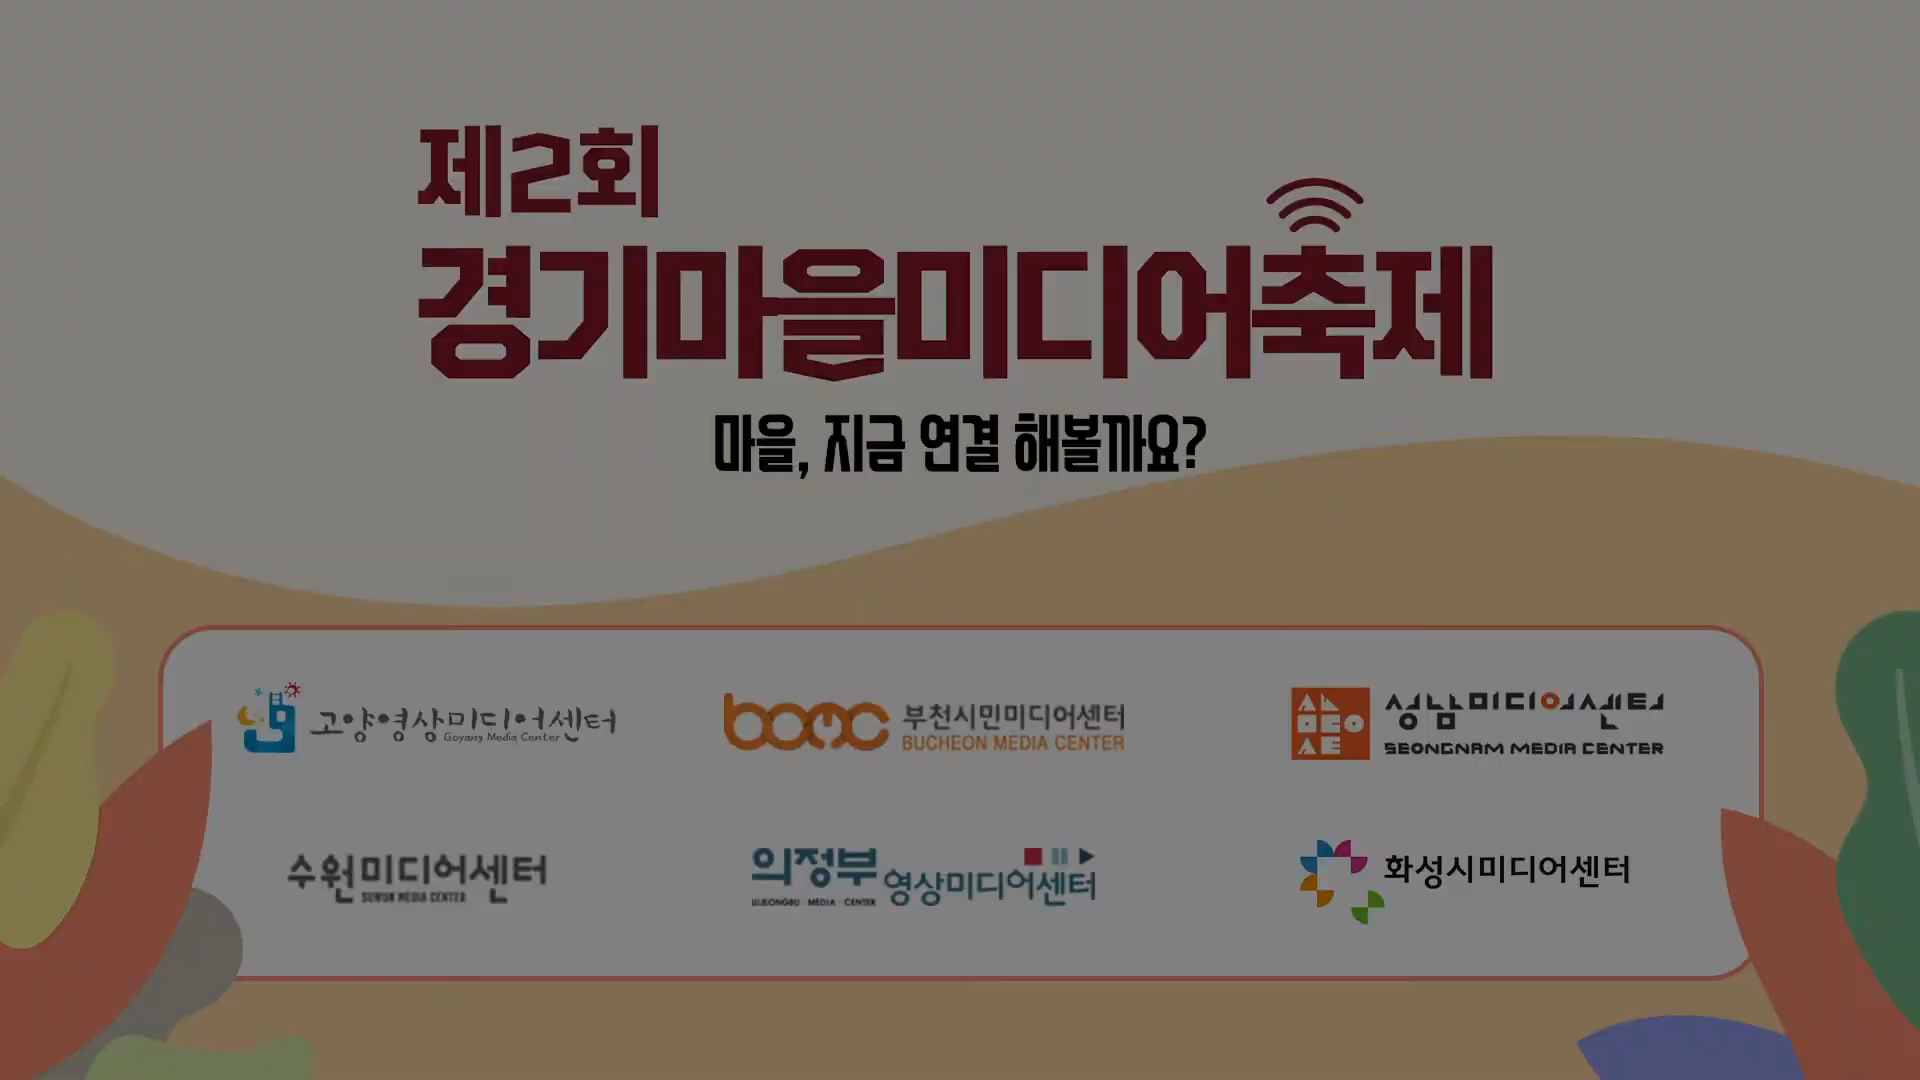 제2회
경기마을미디어축제
마을, 지금 연결 해볼까요?
고양영상미디어센터
Goyang Media Center
bcmc 부천시민미디어센터
BUCHEON MEDIA CENTER
성남미디어센터
SEONGNAM MEDIA CENTER
수원미디어센터
SUWON MEDIA CENTER
의정부영상미디어센터
UIJEONGBU MEDIA CENTER
화성시미디어센터